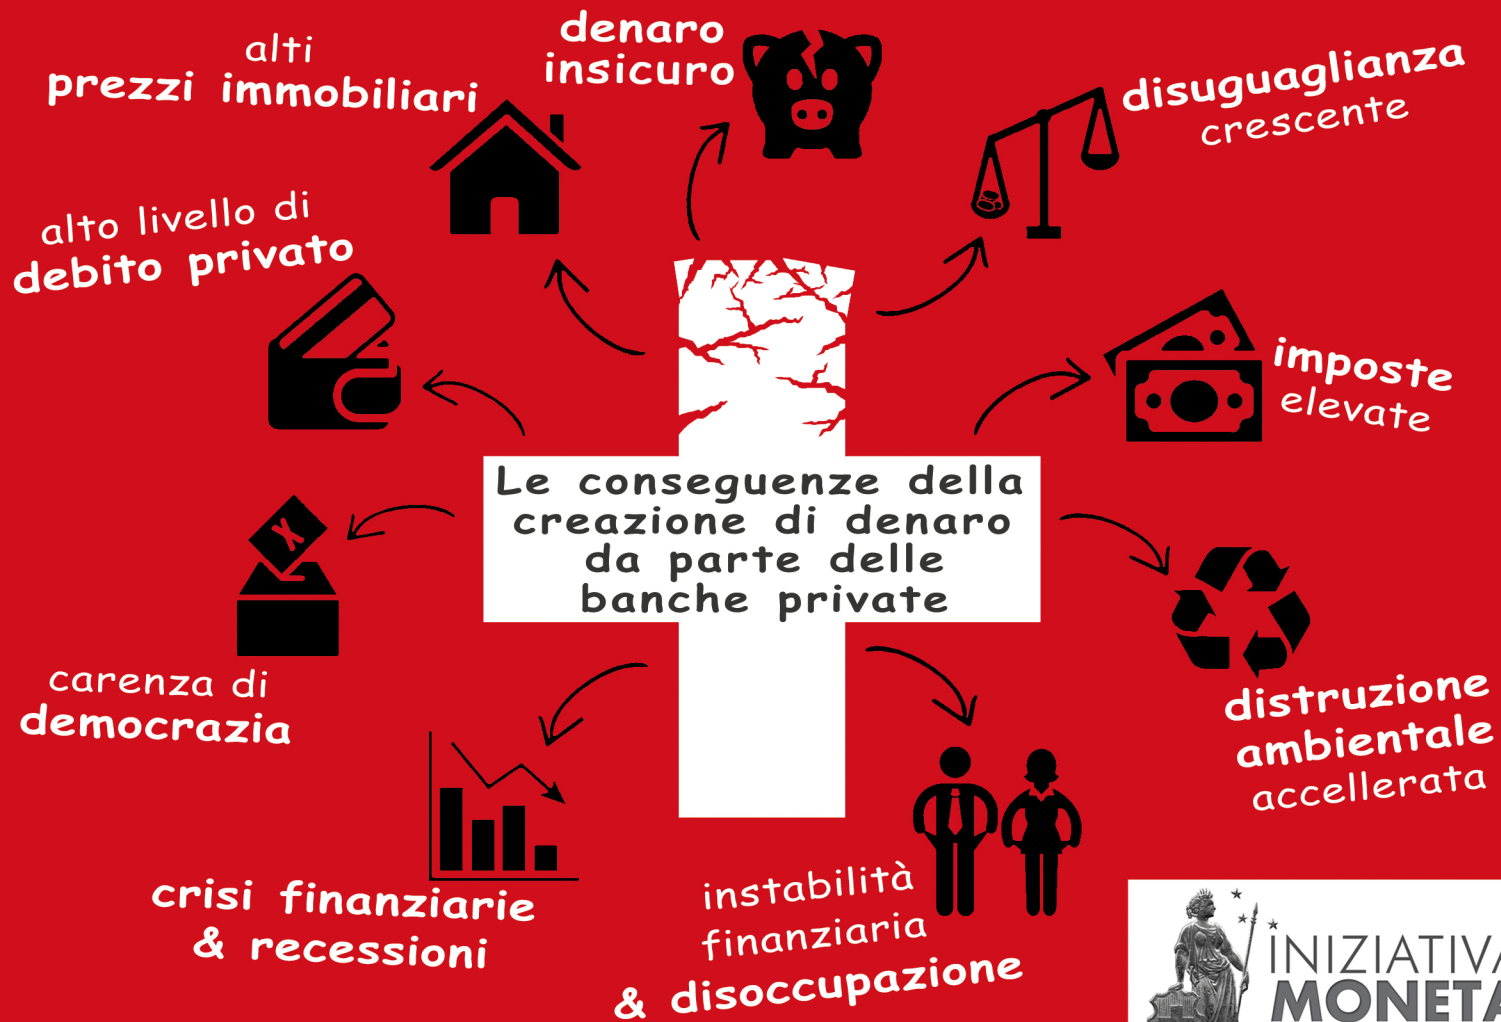 alti
prezzi immobiliari
denaro
insicuro
disuguaglianza
crescente
alto livello di
debito privato
imposte
elevate
Le conseguenze della
creazione di denaro
da parte delle
banche private
carenza di
democrazia
distruzione
ambientale
accellerata
crisi finanziarie
& recessioni
instabilità
finanziaria
& disoccupazione
INIZIATIVA
MONETA